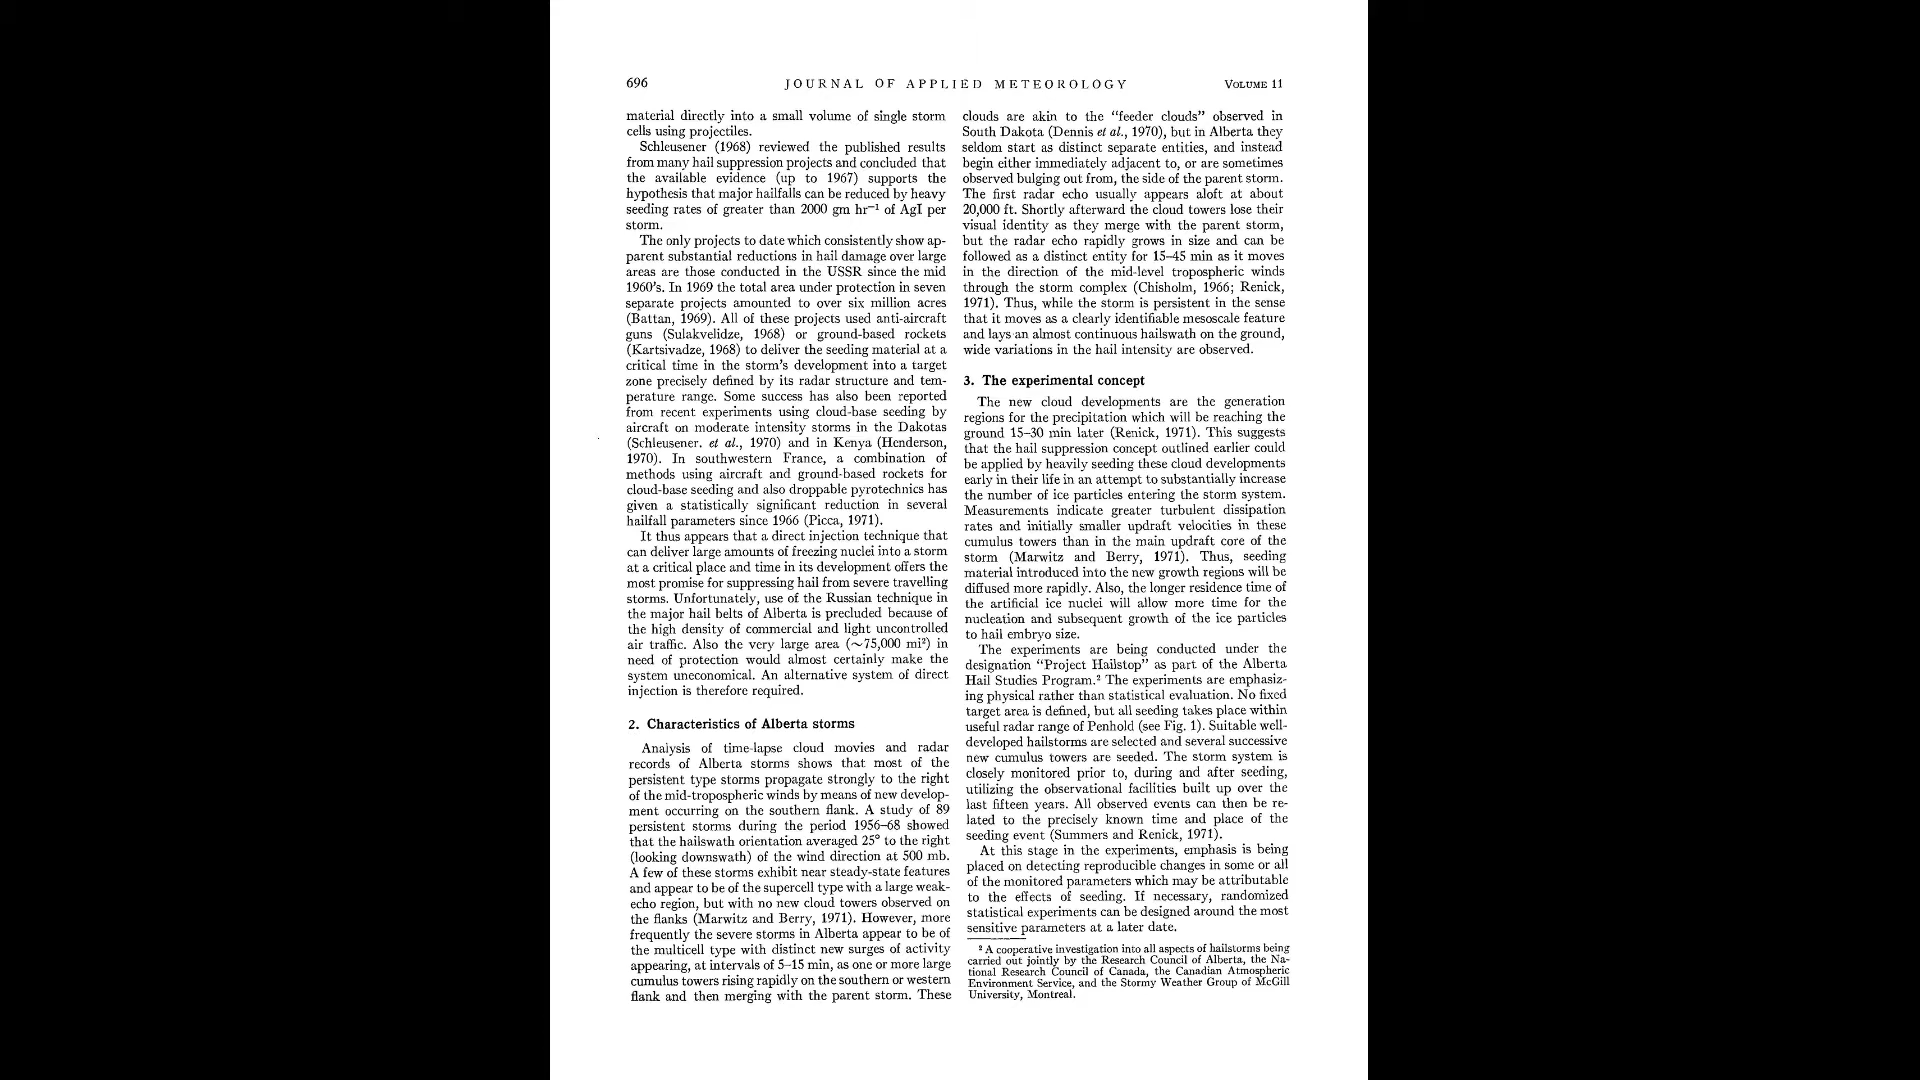 696
JOURNAL OF APPLIED METEOROLOGY
VOLUME 11
material directly into a small volume of single storm
cells using projectiles.
Schleusener (1968) reviewed the published results
from many hail suppression projects and concluded that
the available evidence (up to 1967) supports the
hypothesis that major hailfalls can be reduced by heavy
seeding rates of greater than 2000 gm hr⁻¹ of AgI per
storm.
The only projects to date which consistently show ap-
parent substantial reductions in hail damage over large
areas are those conducted in the USSR since the mid
1960's. In 1969 the total area under protection in seven
separate projects amounted to over six million acres
(Battan, 1969). All of these projects used anti-aircraft
guns (Sulakvelidze, 1968) or ground-based rockets
(Kartsivadze, 1968) to deliver the seeding material at a
critical time in the storm's development into a target
zone precisely defined by its radar structure and tem-
perature range. Some success has also been reported
from recent experiments using cloud-base seeding by
aircraft on moderate intensity storms in the Dakotas
(Schleusener. et al., 1970) and in Kenya (Henderson,
1970). In southwestern France, a combination of
methods using aircraft and ground-based rockets for
cloud-base seeding and also droppable pyrotechnics has
given a statistically significant reduction in several
hailfall parameters since 1966 (Picca, 1971).
It thus appears that a direct injection technique that
can deliver large amounts of freezing nuclei into a storm
at a critical place and time in its development offers the
most promise for suppressing hail from severe travelling
storms. Unfortunately, use of the Russian technique in
the major hail belts of Alberta is precluded because of
the high density of commercial and light uncontrolled
air traffic. Also the very large area (∼75,000 mi²) in
need of protection would almost certainly make the
system uneconomical. An alternative system of direct
injection is therefore required.
2. Characteristics of Alberta storms
Analysis of time-lapse cloud movies and radar
records of Alberta storms shows that most of the
persistent type storms propagate strongly to the right
of the mid-tropospheric winds by means of new develop-
ment occurring on the southern flank. A study of 89
persistent storms during the period 1956–68 showed
that the hailswath orientation averaged 25° to the right
(looking downswath) of the wind direction at 500 mb.
A few of these storms exhibit near steady-state features
and appear to be of the supercell type with a large weak-
echo region, but with no new cloud towers observed on
the flanks (Marwitz and Berry, 1971). However, more
frequently the severe storms in Alberta appear to be of
the multicell type with distinct new surges of activity
appearing, at intervals of 5–15 min, as one or more large
cumulus towers rising rapidly on the southern or western
flank and then merging with the parent storm. These
clouds are akin to the "feeder clouds" observed in
South Dakota (Dennis et al., 1970), but in Alberta they
seldom start as distinct separate entities, and instead
begin either immediately adjacent to, or are sometimes
observed bulging out from, the side of the parent storm.
The first radar echo usually appears aloft at about
20,000 ft. Shortly afterward the cloud towers lose their
visual identity as they merge with the parent storm,
but the radar echo rapidly grows in size and can be
followed as a distinct entity for 15–45 min as it moves
in the direction of the mid-level tropospheric winds
through the storm complex (Chisholm, 1966; Renick,
1971). Thus, while the storm is persistent in the sense
that it moves as a clearly identifiable mesoscale feature
and lays an almost continuous hailswath on the ground,
wide variations in the hail intensity are observed.
3. The experimental concept
The new cloud developments are the generation
regions for the precipitation which will be reaching the
ground 15–30 min later (Renick, 1971). This suggests
that the hail suppression concept outlined earlier could
be applied by heavily seeding these cloud developments
early in their life in an attempt to substantially increase
the number of ice particles entering the storm system.
Measurements indicate greater turbulent dissipation
rates and initially smaller updraft velocities in these
cumulus towers than in the main updraft core of the
storm (Marwitz and Berry, 1971). Thus, seeding
material introduced into the new growth regions will be
diffused more rapidly. Also, the longer residence time of
the artificial ice nuclei will allow more time for the
nucleation and subsequent growth of the ice particles
to hail embryo size.
The experiments are being conducted under the
designation "Project Hailstop" as part of the Alberta
Hail Studies Program.² The experiments are emphasiz-
ing physical rather than statistical evaluation. No fixed
target area is defined, but all seeding takes place within
useful radar range of Penhold (see Fig. 1). Suitable well-
developed hailstorms are selected and several successive
new cumulus towers are seeded. The storm system is
closely monitored prior to, during and after seeding,
utilizing the observational facilities built up over the
last fifteen years. All observed events can then be re-
lated to the precisely known time and place of the
seeding event (Summers and Renick, 1971).
At this stage in the experiments, emphasis is being
placed on detecting reproducible changes in some or all
of the monitored parameters which may be attributable
to the effects of seeding. If necessary, randomized
statistical experiments can be designed around the most
sensitive parameters at a later date.
² A cooperative investigation into all aspects of hailstorms being
carried out jointly by the Research Council of Alberta, the Na-
tional Research Council of Canada, the Canadian Atmospheric
Environment Service, and the Stormy Weather Group of McGill
University, Montreal.